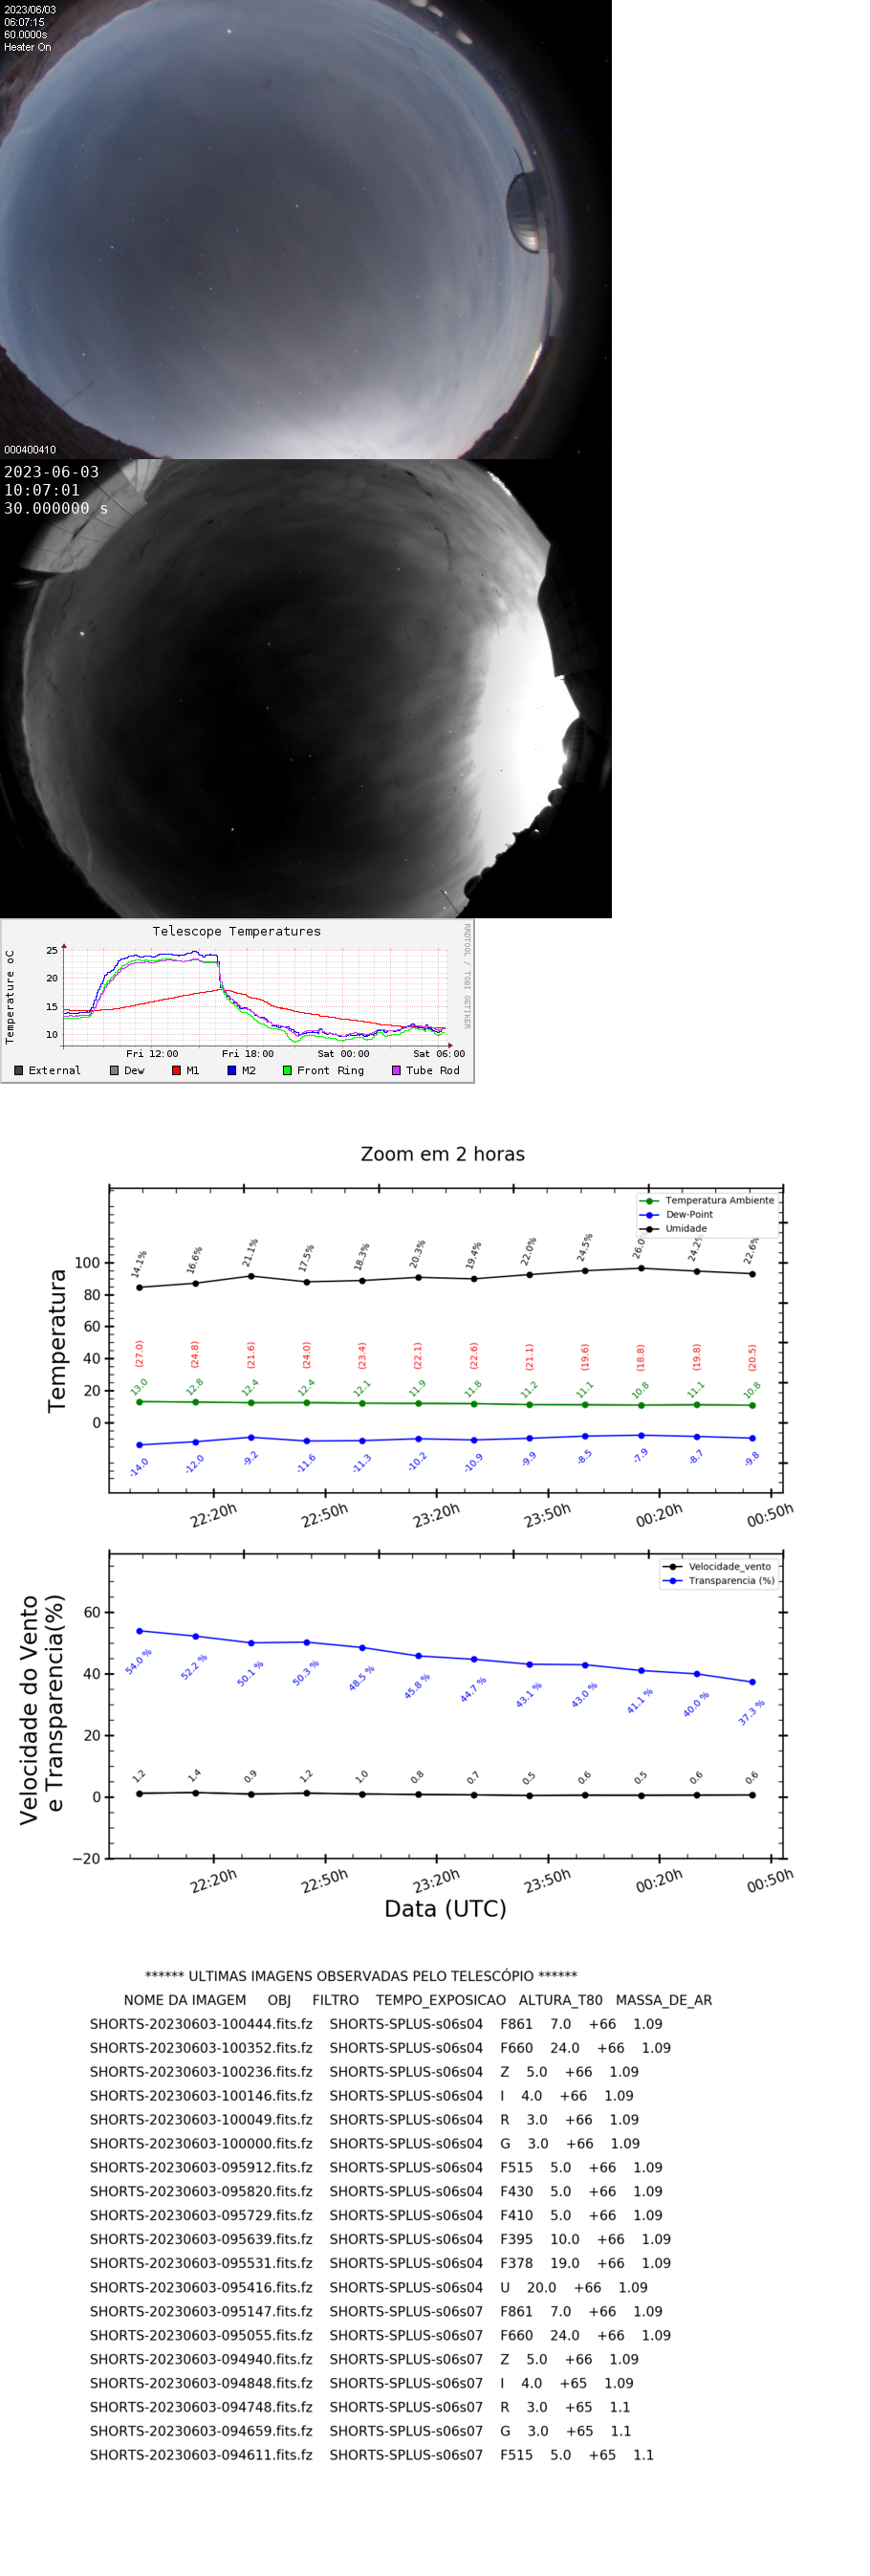 2023/06/03
06:07:15
60.0000s
Heater On
000400410
2023-06-03
10:07:01
30.000000 s
Telescope Temperatures
RRDTOOL / TOBI OETIKER
Temperature oC
25
20
15
10
Fri 12:00 Fri 18:00 Sat 00:00 Sat 06:00
External Dew M1 M2 Front Ring Tube Rod
Zoom em 2 horas
Temperatura Ambiente
Dew-Point
Umidade
Temperatura
100
80
60
40
20
0
14.1% 16.6% 21.1% 17.5% 18.3% 20.3% 19.4% 22.0% 24.5% 26.0 24.2% 22.6%
(27.0) (24.8) (21.6) (24.0) (23.4) (22.1) (22.6) (21.1) (19.6) (18.8) (19.8) (20.5)
13.0 12.8 12.4 12.4 12.1 11.9 11.8 11.2 11.1 10.8 11.1 10.8
-14.0 -12.0 -9.2 -11.6 -11.3 -10.2 -10.9 -9.9 -8.5 -7.9 -8.7 -9.8
22:20h 22:50h 23:20h 23:50h 00:20h 00:50h
Velocidade_vento
Transparencia (%)
Velocidade do Vento
e Transparencia(%)
60
40
20
0
−20
54.0 % 52.2 % 50.1 % 50.3 % 48.5 % 45.8 % 44.7 % 43.1 % 43.0 % 41.1 % 40.0 % 37.3 %
1.2 1.4 0.9 1.2 1.0 0.8 0.7 0.5 0.6 0.5 0.6 0.6
22:20h 22:50h 23:20h 23:50h 00:20h 00:50h
Data (UTC)
****** ULTIMAS IMAGENS OBSERVADAS PELO TELESCÓPIO ******
NOME DA IMAGEM OBJ FILTRO TEMPO_EXPOSICAO ALTURA_T80 MASSA_DE_AR
SHORTS-20230603-100444.fits.fz SHORTS-SPLUS-s06s04 F861 7.0 +66 1.09
SHORTS-20230603-100352.fits.fz SHORTS-SPLUS-s06s04 F660 24.0 +66 1.09
SHORTS-20230603-100236.fits.fz SHORTS-SPLUS-s06s04 Z 5.0 +66 1.09
SHORTS-20230603-100146.fits.fz SHORTS-SPLUS-s06s04 I 4.0 +66 1.09
SHORTS-20230603-100049.fits.fz SHORTS-SPLUS-s06s04 R 3.0 +66 1.09
SHORTS-20230603-100000.fits.fz SHORTS-SPLUS-s06s04 G 3.0 +66 1.09
SHORTS-20230603-095912.fits.fz SHORTS-SPLUS-s06s04 F515 5.0 +66 1.09
SHORTS-20230603-095820.fits.fz SHORTS-SPLUS-s06s04 F430 5.0 +66 1.09
SHORTS-20230603-095729.fits.fz SHORTS-SPLUS-s06s04 F410 5.0 +66 1.09
SHORTS-20230603-095639.fits.fz SHORTS-SPLUS-s06s04 F395 10.0 +66 1.09
SHORTS-20230603-095531.fits.fz SHORTS-SPLUS-s06s04 F378 19.0 +66 1.09
SHORTS-20230603-095416.fits.fz SHORTS-SPLUS-s06s04 U 20.0 +66 1.09
SHORTS-20230603-095147.fits.fz SHORTS-SPLUS-s06s07 F861 7.0 +66 1.09
SHORTS-20230603-095055.fits.fz SHORTS-SPLUS-s06s07 F660 24.0 +66 1.09
SHORTS-20230603-094940.fits.fz SHORTS-SPLUS-s06s07 Z 5.0 +66 1.09
SHORTS-20230603-094848.fits.fz SHORTS-SPLUS-s06s07 I 4.0 +65 1.09
SHORTS-20230603-094748.fits.fz SHORTS-SPLUS-s06s07 R 3.0 +65 1.1
SHORTS-20230603-094659.fits.fz SHORTS-SPLUS-s06s07 G 3.0 +65 1.1
SHORTS-20230603-094611.fits.fz SHORTS-SPLUS-s06s07 F515 5.0 +65 1.1